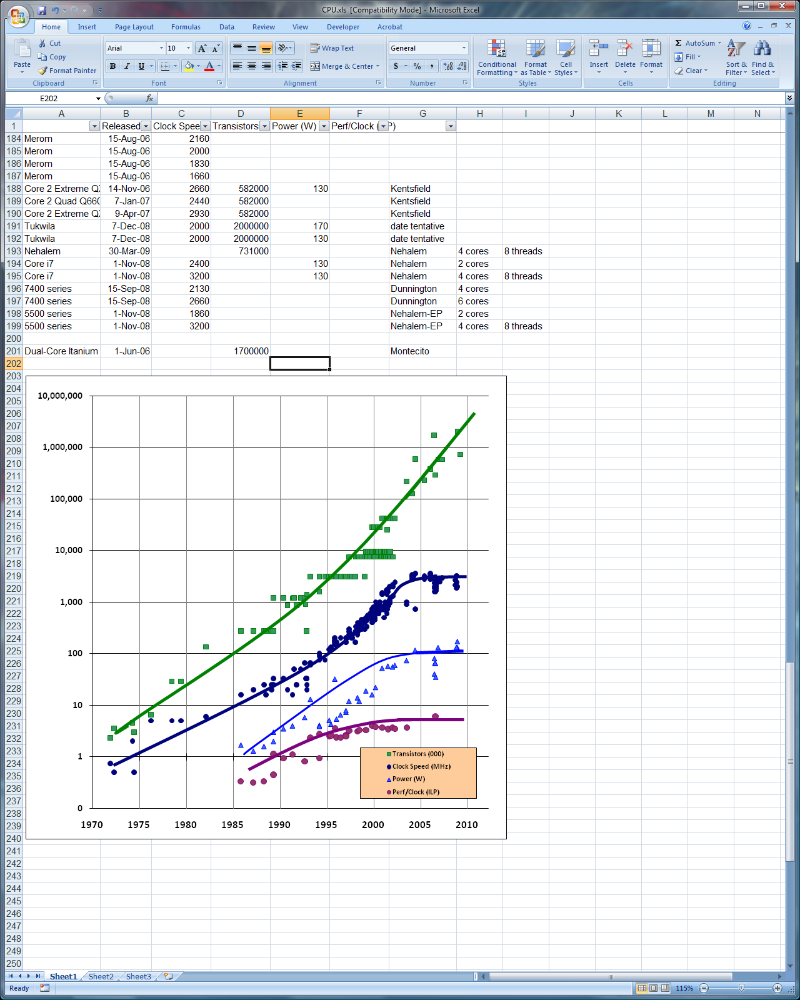 CPU.xls [Compatibility Mode] - Microsoft Excel
Home Insert Page Layout Formulas Data Review View Developer Acrobat
Paste Cut Copy Format Painter Clipboard
Arial 10 A A B I U A Font
Wrap Text Merge & Center Alignment
General $ % , .00 .00 Number
Conditional Formatting Format as Table Cell Styles Styles
Insert Delete Format Cells
Σ AutoSum Fill Clear Sort & Filter Find & Select Editing
E202 fx
A B C D E F G H I J K L M N
1 Released Clock Spee Transistors Power (W) Perf/Clock ( P)
184 Merom 15-Aug-06 2160
185 Merom 15-Aug-06 2000
186 Merom 15-Aug-06 1830
187 Merom 15-Aug-06 1660
188 Core 2 Extreme QX 14-Nov-06 2660 582000 130 Kentsfield
189 Core 2 Quad Q660 7-Jan-07 2440 582000 Kentsfield
190 Core 2 Extreme QX 9-Apr-07 2930 582000 Kentsfield
191 Tukwila 7-Dec-08 2000 2000000 170 date tentative
192 Tukwila 7-Dec-08 2000 2000000 130 date tentative
193 Nehalem 30-Mar-09 731000 Nehalem 4 cores 8 threads
194 Core i7 1-Nov-08 2400 130 Nehalem 2 cores
195 Core i7 1-Nov-08 3200 130 Nehalem 4 cores 8 threads
196 7400 series 15-Sep-08 2130 Dunnington 4 cores
197 7400 series 15-Sep-08 2660 Dunnington 6 cores
198 5500 series 1-Nov-08 1860 Nehalem-EP 2 cores
199 5500 series 1-Nov-08 3200 Nehalem-EP 4 cores 8 threads
200
201 Dual-Core Itanium 1-Jun-06 1700000 Montecito
202
203
204
205
206
207
208
209
210
211
212
213
214
215
216
217
218
219
220
221
222
223
224
225
226
227
228
229
230
231
232
233
234
235
236
237
238
239
240
241
242
243
244
245
246
247
248
249
250
10,000,000
1,000,000
100,000
10,000
1,000
100
10
1
0
1970 1975 1980 1985 1990 1995 2000 2005 2010
Transistors (000)
Clock Speed (MHz)
Power (W)
Perf/Clock (ILP)
Sheet1 Sheet2 Sheet3
Ready 115%